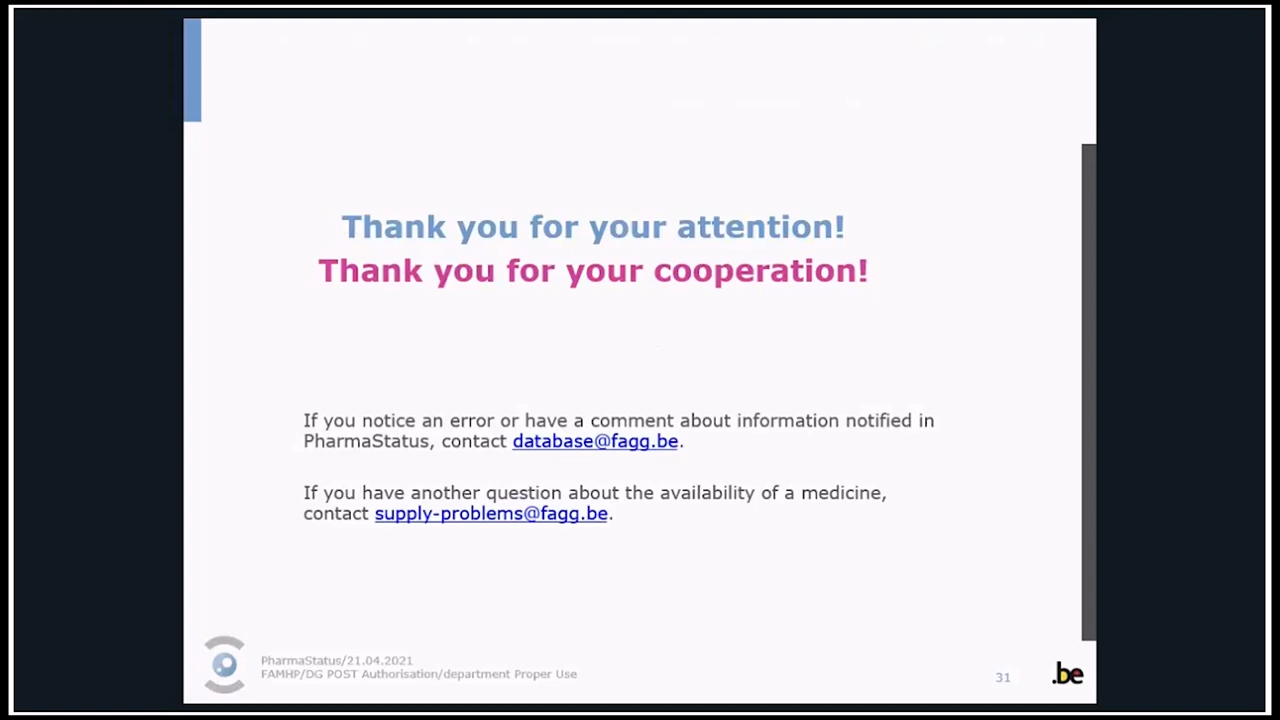 Thank you for your attention!
Thank you for your cooperation!
If you notice an error or have a comment about information notified in
PharmaStatus, contact database@fagg.be.
If you have another question about the availability of a medicine,
contact supply-problems@fagg.be.
PharmaStatus/21.04.2021
FAMHP/DG POST Authorisation/department Proper Use
31
.be